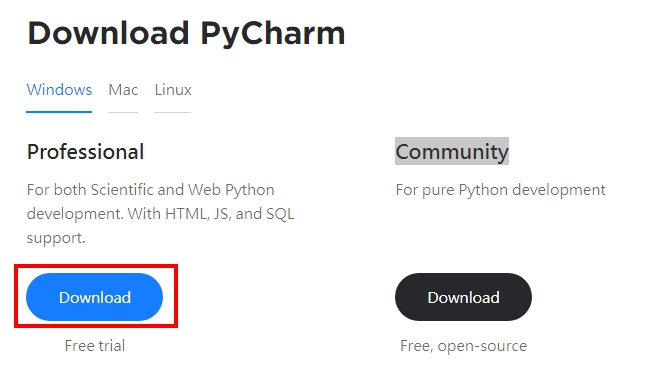 Download PyCharm
Windows Mac Linux
Professional
For both Scientific and Web Python
development. With HTML, JS, and SQL
support.
Download
Free trial
Community
For pure Python development
Download
Free, open-source